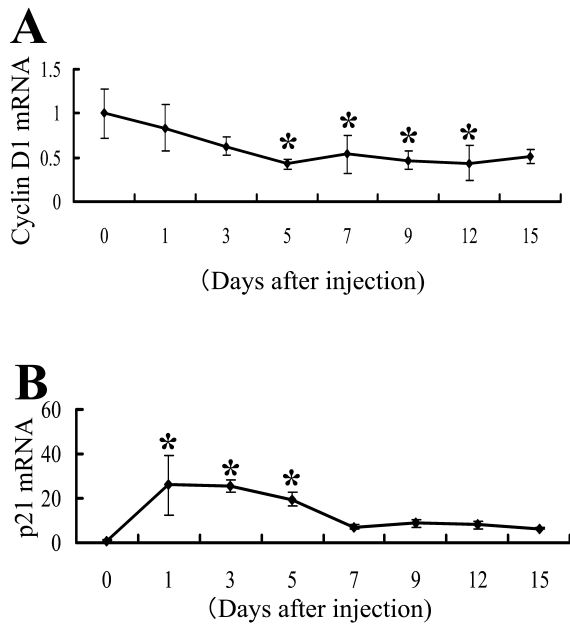 A
Cyclin D1 mRNA
1.5
1
0.5
0
* * * *
0 1 3 5 7 9 12 15
(Days after injection)
B
p21 mRNA
60
40
20
0
* * *
0 1 3 5 7 9 12 15
(Days after injection)